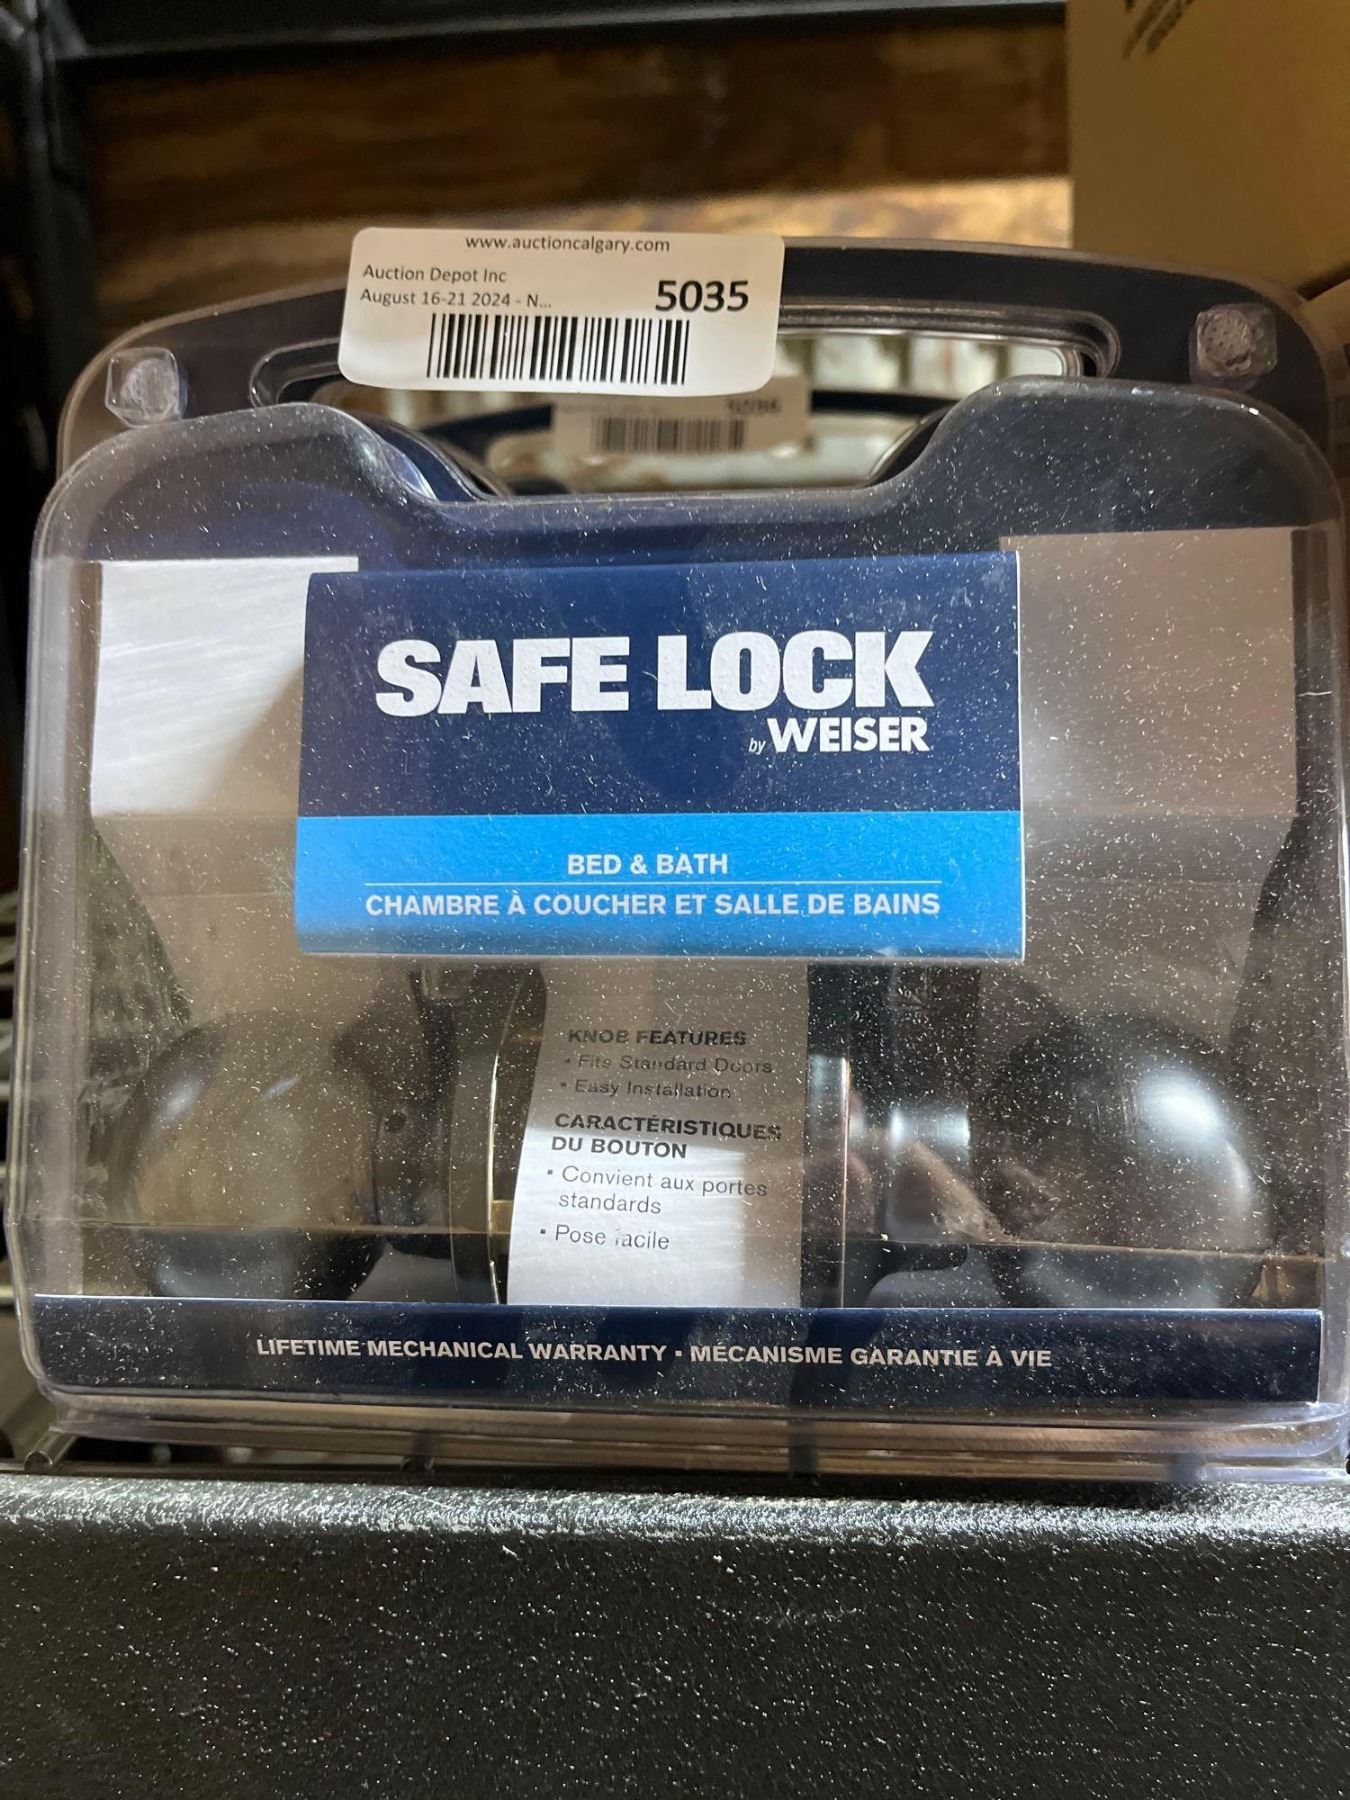 www.auctioncalgary.com
Auction Depot Inc
August 16-21 2024 - N...
5035
SAFE LOCK
by WEISER
BED & BATH
CHAMBRE À COUCHER ET SALLE DE BAINS
KNOB FEATURES
• Fits Standard Doors
• Easy Installation
CARACTÉRISTIQUES
DU BOUTON
• Convient aux portes
standards
• Pose facile
LIFETIME MECHANICAL WARRANTY • MÉCANISME GARANTIE À VIE